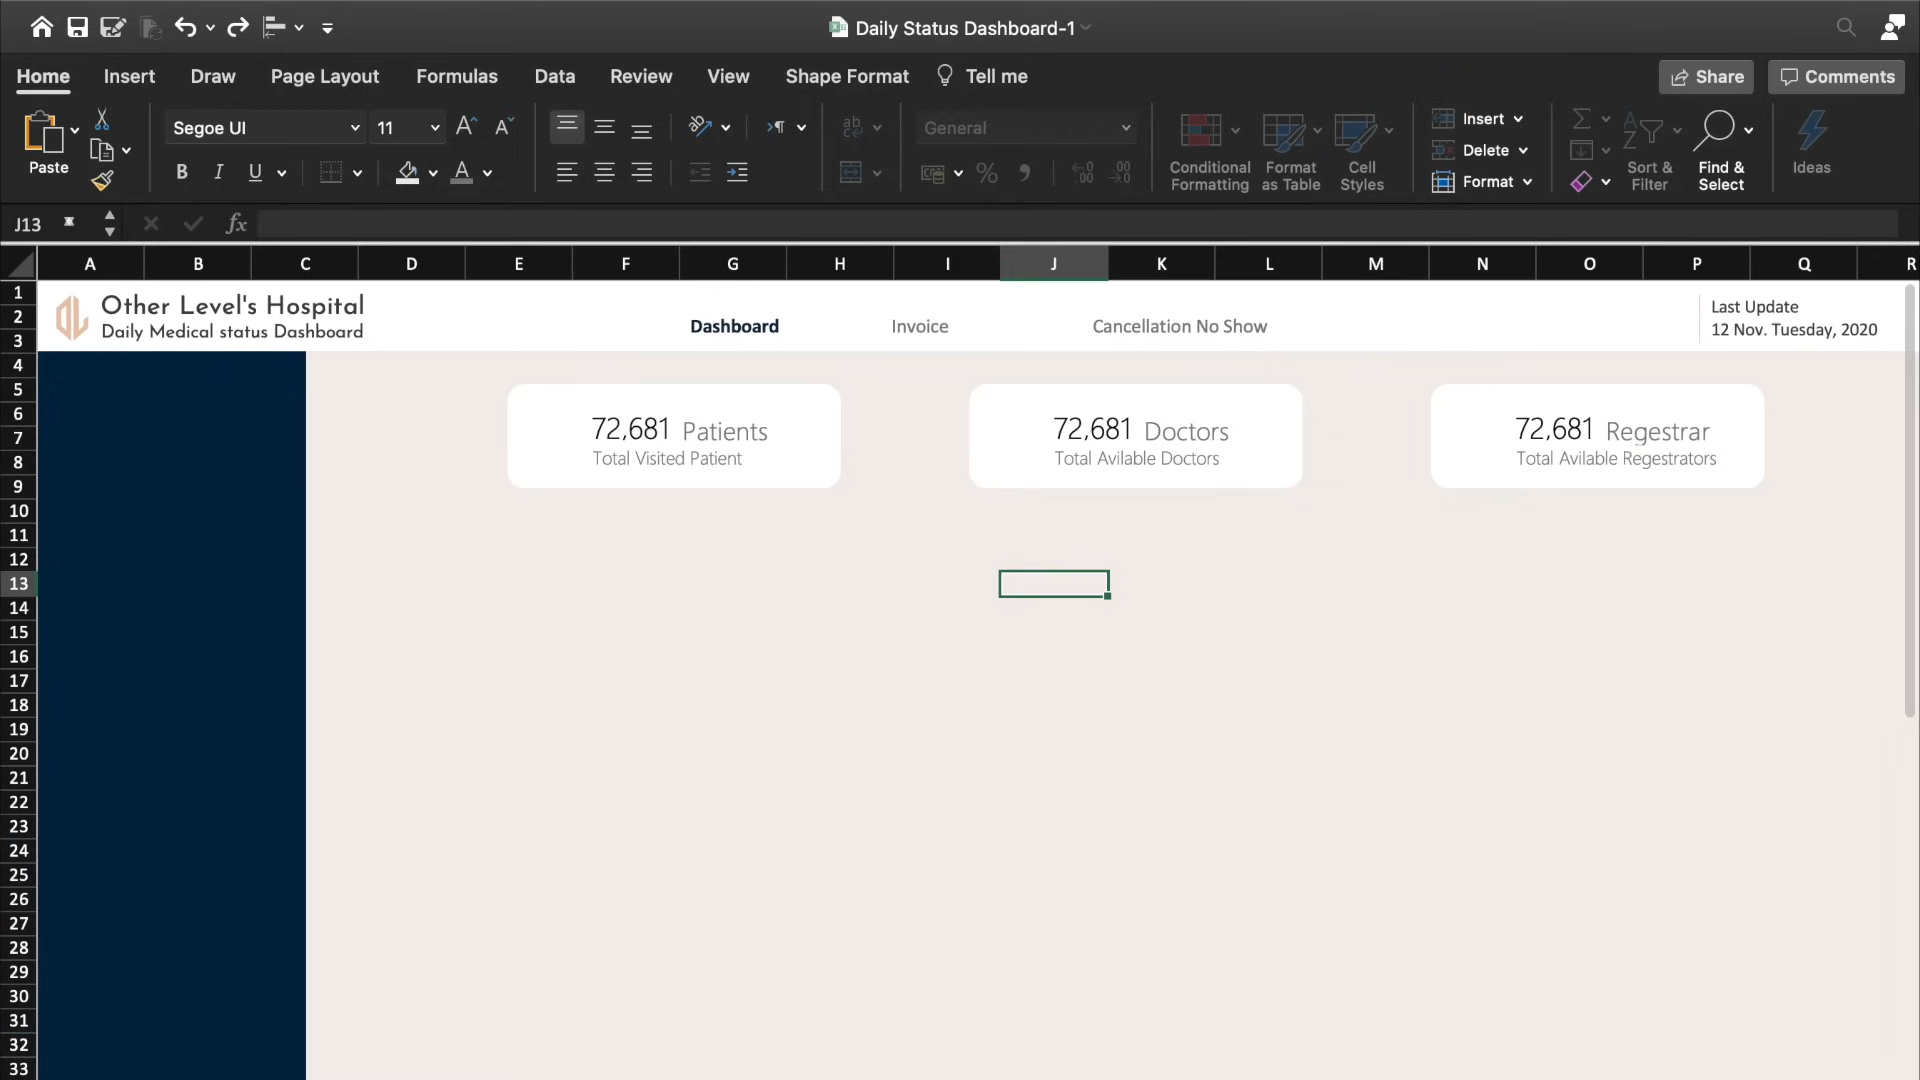 Daily Status Dashboard-1
Home Insert Draw Page Layout Formulas Data Review View Shape Format Tell me Share Comments
Paste
Segoe UI 11
B I U A
General
Conditional Formatting
Format as Table
Cell Styles
Insert
Delete
Format
Sort & Filter
Find & Select
Ideas
J13 fx
A B C D E F G H I J K L M N O P Q R
1
2
3
4
5
6
7
8
9
10
11
12
13
14
15
16
17
18
19
20
21
22
23
24
25
26
27
28
29
30
31
32
33
Other Level's Hospital
Daily Medical status Dashboard
Dashboard Invoice Cancellation No Show
Last Update
12 Nov. Tuesday, 2020
72,681 Patients
Total Visited Patient
72,681 Doctors
Total Avilable Doctors
72,681 Regestrar
Total Avilable Regestrators